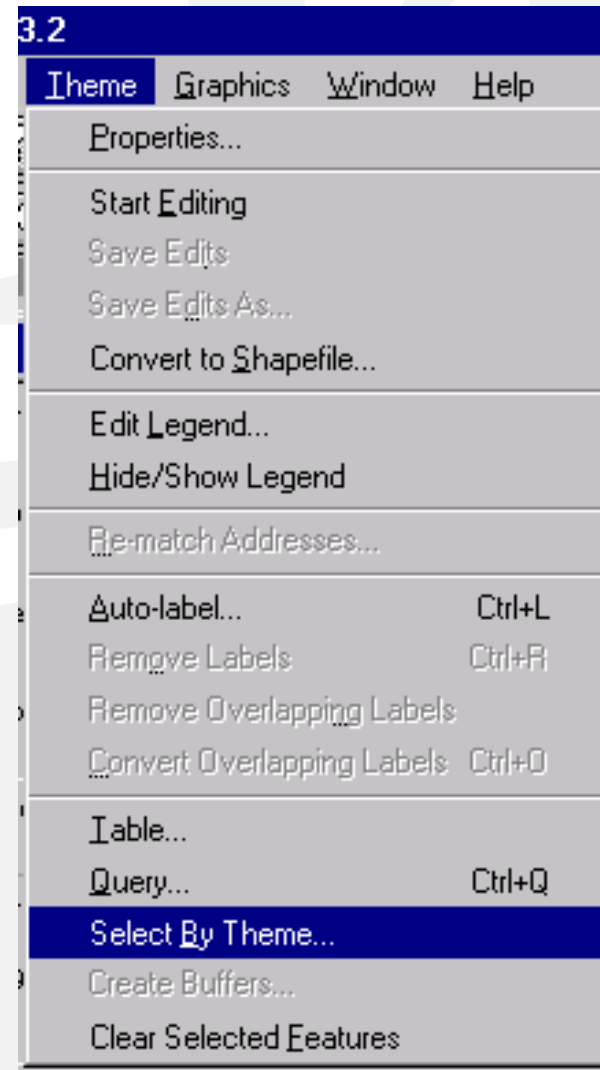 3.2
Theme Graphics Window Help
Properties...
Start Editing
Save Edits
Save Edits As...
Convert to Shapefile...
Edit Legend...
Hide/Show Legend
Re-match Addresses...
Auto-label... Ctrl+L
Remove Labels Ctrl+R
Remove Overlapping Labels
Convert Overlapping Labels Ctrl+O
Table...
Query... Ctrl+Q
Select By Theme...
Create Buffers...
Clear Selected Features